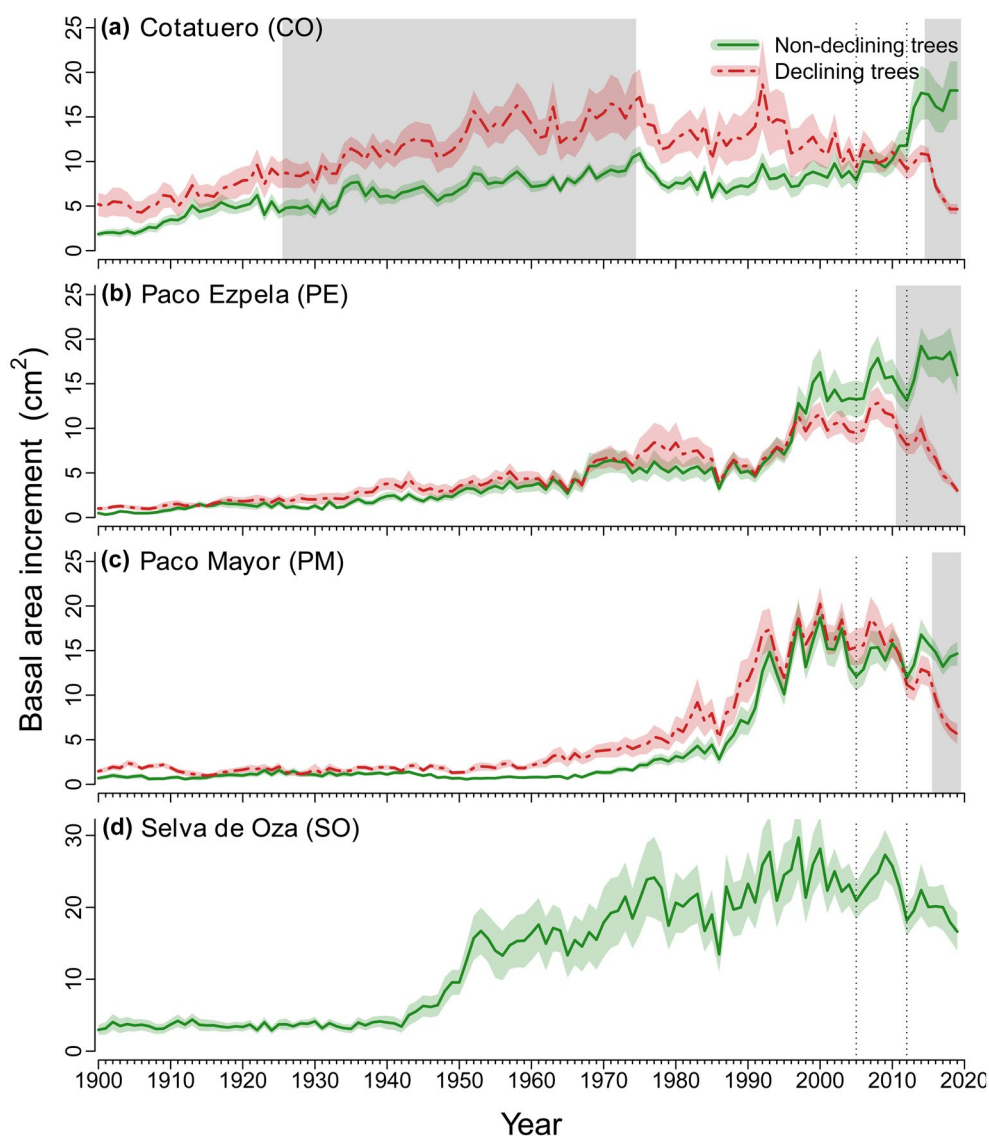 (a) Cotatuero (CO)
Non-declining trees
Declining trees
25
20
15
10
5
0
(b) Paco Ezpela (PE)
25
20
15
10
5
0
(c) Paco Mayor (PM)
25
20
15
10
5
0
(d) Selva de Oza (SO)
30
20
10
0
Basal area increment (cm²)
1900 1910 1920 1930 1940 1950 1960 1970 1980 1990 2000 2010 2020
Year